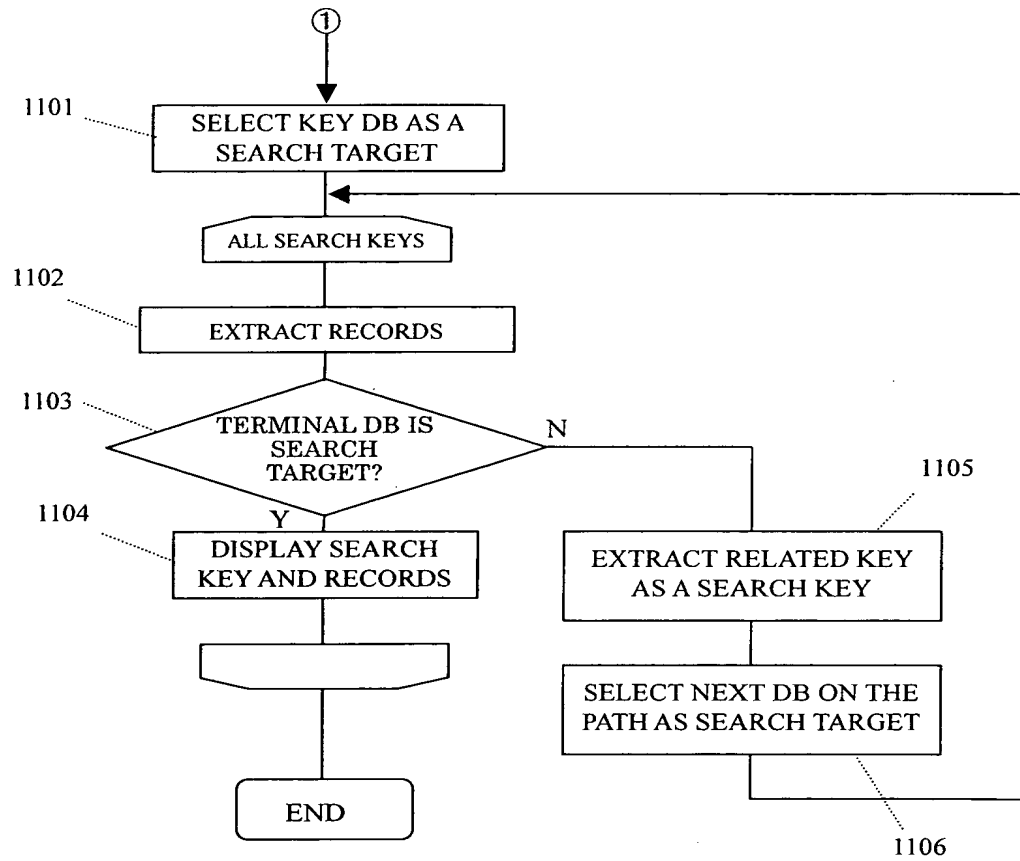 1
1101
SELECT KEY DB AS A
SEARCH TARGET
ALL SEARCH KEYS
1102
EXTRACT RECORDS
1103
TERMINAL DB IS
SEARCH
TARGET?
N
Y
1104
DISPLAY SEARCH
KEY AND RECORDS
1105
EXTRACT RELATED KEY
AS A SEARCH KEY
SELECT NEXT DB ON THE
PATH AS SEARCH TARGET
1106
END